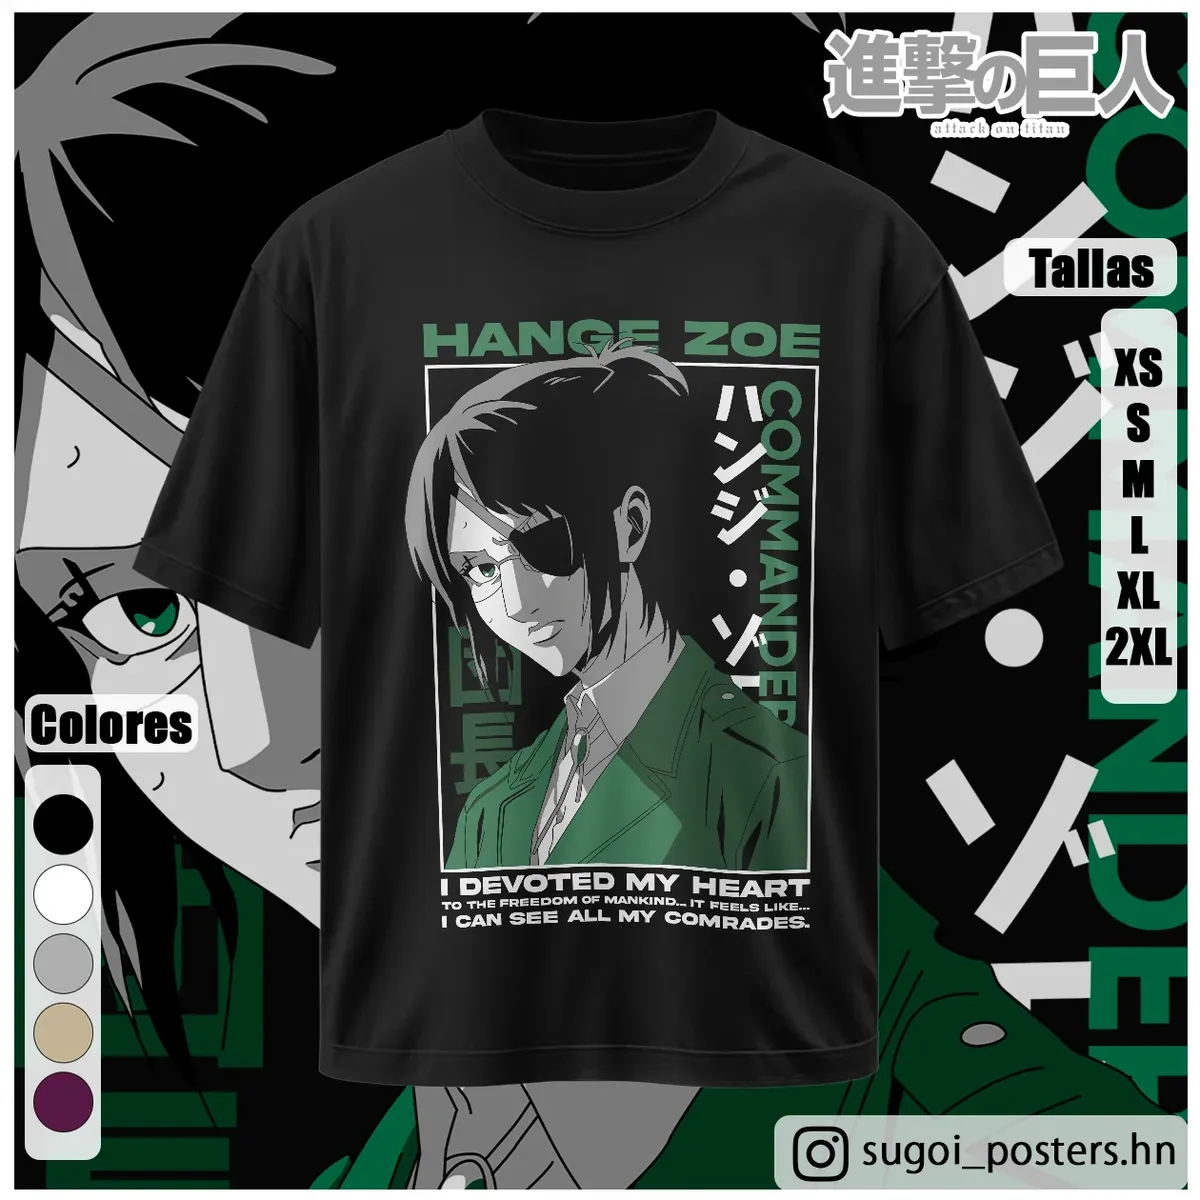 進撃の巨人
attack on titan
Tallas
XS
S
M
L
XL
2XL
HANGE ZOE
ハンジ・ゾー
COMMANDER
団長
I DEVOTED MY HEART
TO THE FREEDOM OF MANKIND... IT FEELS LIKE...
I CAN SEE ALL MY COMRADES.
Colores
sugoi_posters.hn